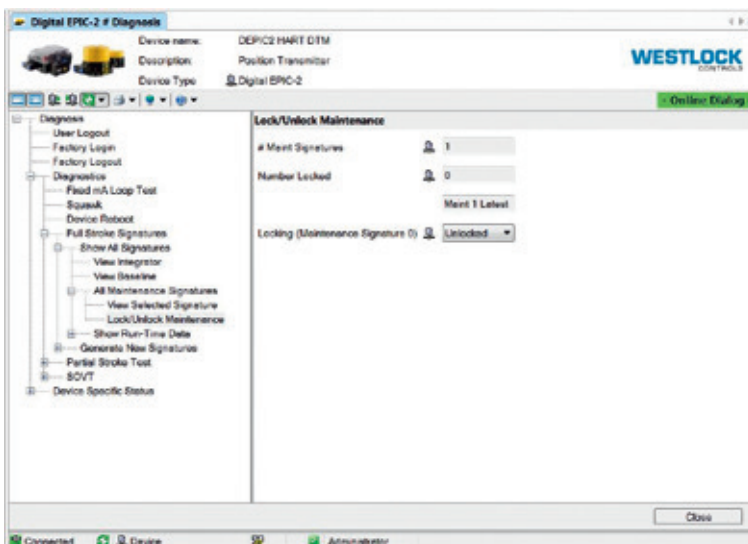 Digital EPIC-2 # Diagnosis
Device name: DEPIC2 HART DTM
Description: Position Transmitter
Device Type Digital EPIC-2
WESTLOCK
CONTROLS
Online Dialog
Diagnosis
User Logout
Factory Login
Factory Logout
Diagnostics
Fixed mA Loop Test
Squawk
Device Reboot
Full Stroke Signatures
Show All Signatures
View Integrator
View Baseline
All Maintenance Signatures
View Selected Signature
Lock/Unlock Maintenance
Show Run-Time Data
Generate New Signatures
Partial Stroke Test
SOVT
Device Specific Status
Lock/Unlock Maintenance
# Maint Signatures 1
Number Locked 0
Maint 1 Latest
Locking (Maintenance Signature 0) Unlocked
Close
Connected Device Administrator